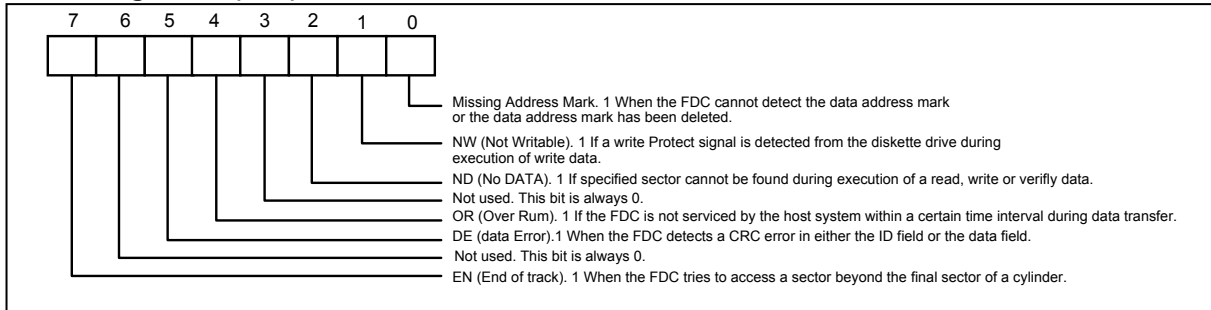 7 6 5 4 3 2 1 0
Missing Address Mark. 1 When the FDC cannot detect the data address mark
or the data address mark has been deleted.
NW (Not Writable). 1 If a write Protect signal is detected from the diskette drive during
execution of write data.
ND (No DATA). 1 If specified sector cannot be found during execution of a read, write or verifly data.
Not used. This bit is always 0.
OR (Over Rum). 1 If the FDC is not serviced by the host system within a certain time interval during data transfer.
DE (data Error).1 When the FDC detects a CRC error in either the ID field or the data field.
Not used. This bit is always 0.
EN (End of track). 1 When the FDC tries to access a sector beyond the final sector of a cylinder.